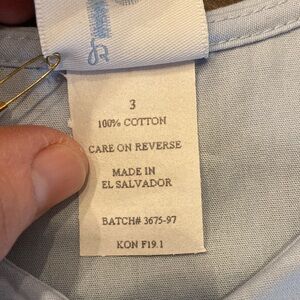 3
100% COTTON
CARE ON REVERSE
MADE IN
EL SALVADOR
BATCH# 3675-97
KON F19.1